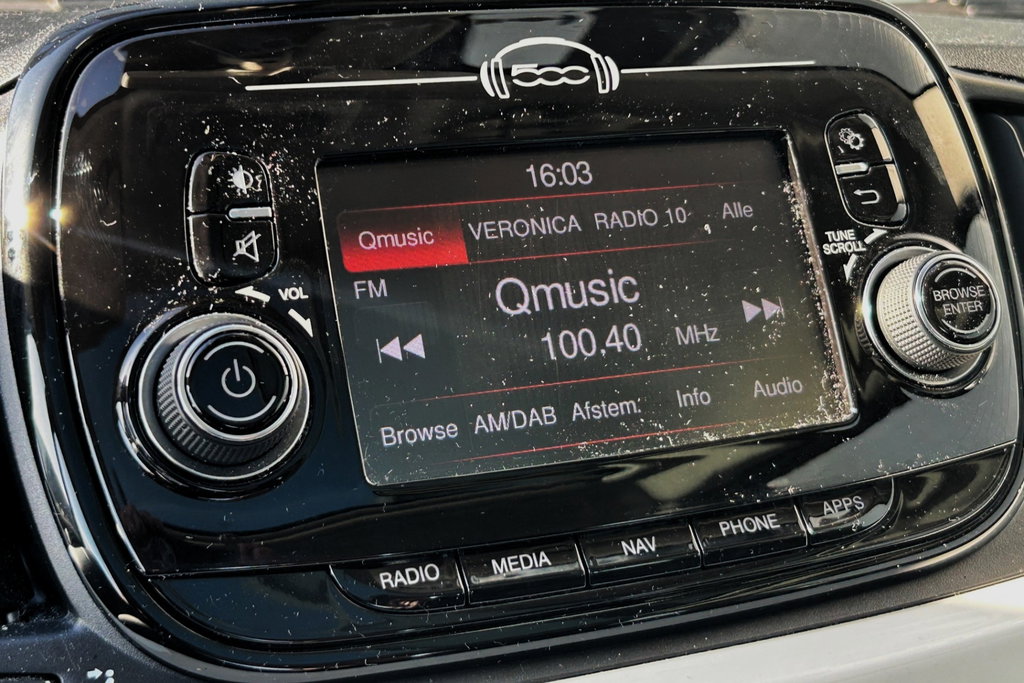 500
16:03
Qmusic VERONICA RADIO 10 Alle
FM
Qmusic
100.40 MHz
Browse AM/DAB Afstem. Info Audio
VOL
TUNE
SCROLL
BROWSE
ENTER
RADIO MEDIA NAV PHONE APPS